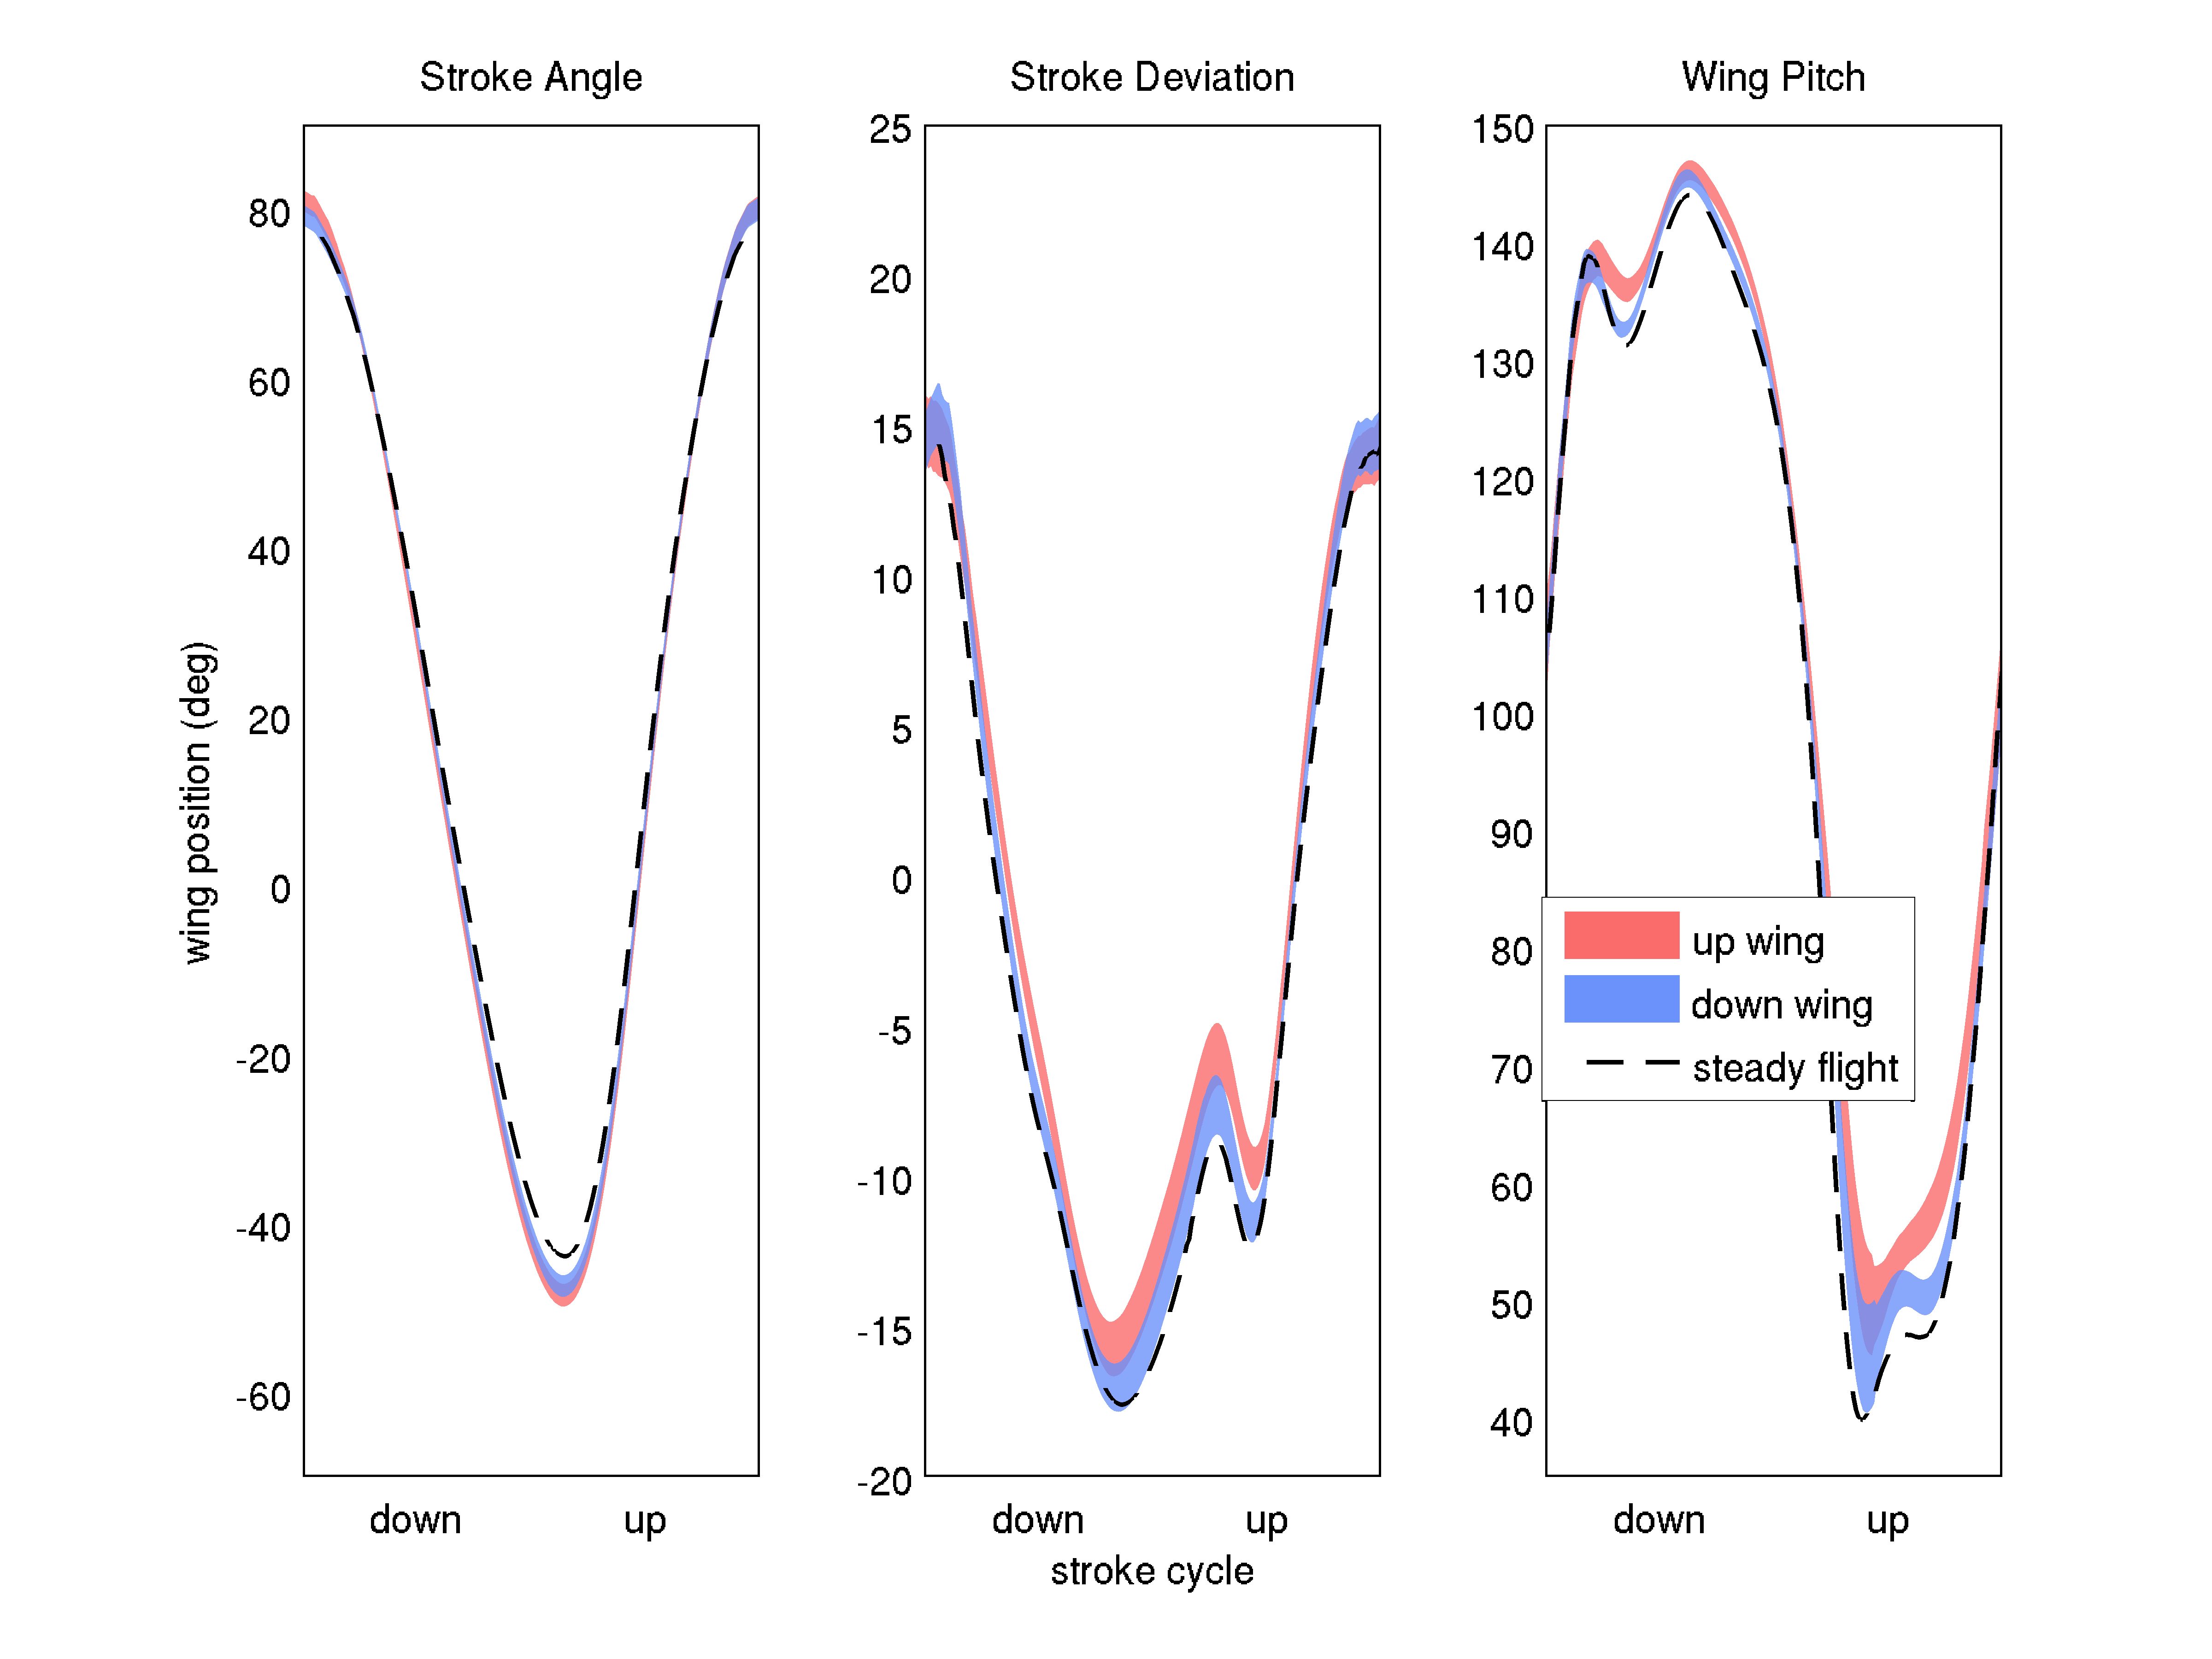 Stroke Angle
Stroke Deviation
Wing Pitch
wing position (deg)
80
60
40
20
0
-20
-40
-60
25
20
15
10
5
0
-5
-10
-15
-20
150
140
130
120
110
100
90
80
70
60
50
40
up wing
down wing
steady flight
down
up
down
up
down
up
stroke cycle